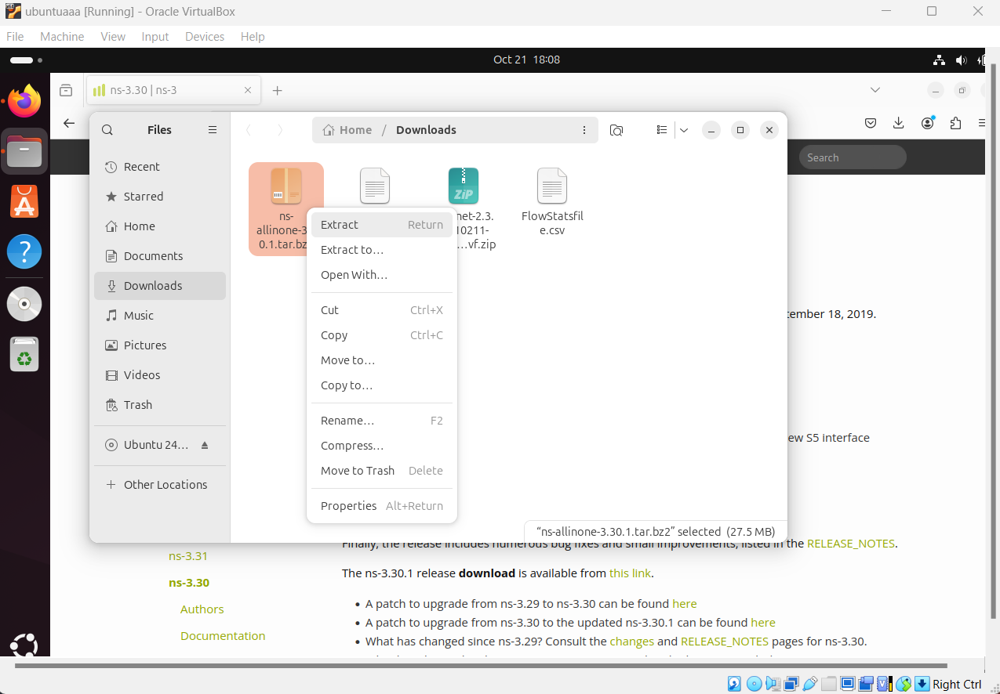 ubuntuaaa [Running] - Oracle VirtualBox
File Machine View Input Devices Help
Oct 21 18:08
ns-3.30 | ns-3
Files
Home / Downloads
Search
Recent
Starred
Home
Documents
Downloads
Music
Pictures
Videos
Trash
Ubuntu 24…
Other Locations
ns-
allinone-3
0.1.tar.bz
ZiP
net-2.3.
10211-
…vf.zip
FlowStatsfil
e.csv
Extract Return
Extract to…
Open With…
Cut Ctrl+X
Copy Ctrl+C
Move to…
Copy to…
Rename… F2
Compress…
Move to Trash Delete
Properties Alt+Return
“ns-allinone-3.30.1.tar.bz2” selected (27.5 MB)
tember 18, 2019.
ew S5 interface
Finally, the release includes numerous bug fixes and small improvements, listed in the RELEASE_NOTES.
ns-3.31
ns-3.30
Authors
Documentation
The ns-3.30.1 release download is available from this link.
• A patch to upgrade from ns-3.29 to ns-3.30 can be found here
• A patch to upgrade from ns-3.30 to the updated ns-3.30.1 can be found here
• What has changed since ns-3.29? Consult the changes and RELEASE_NOTES pages for ns-3.30.
Right Ctrl